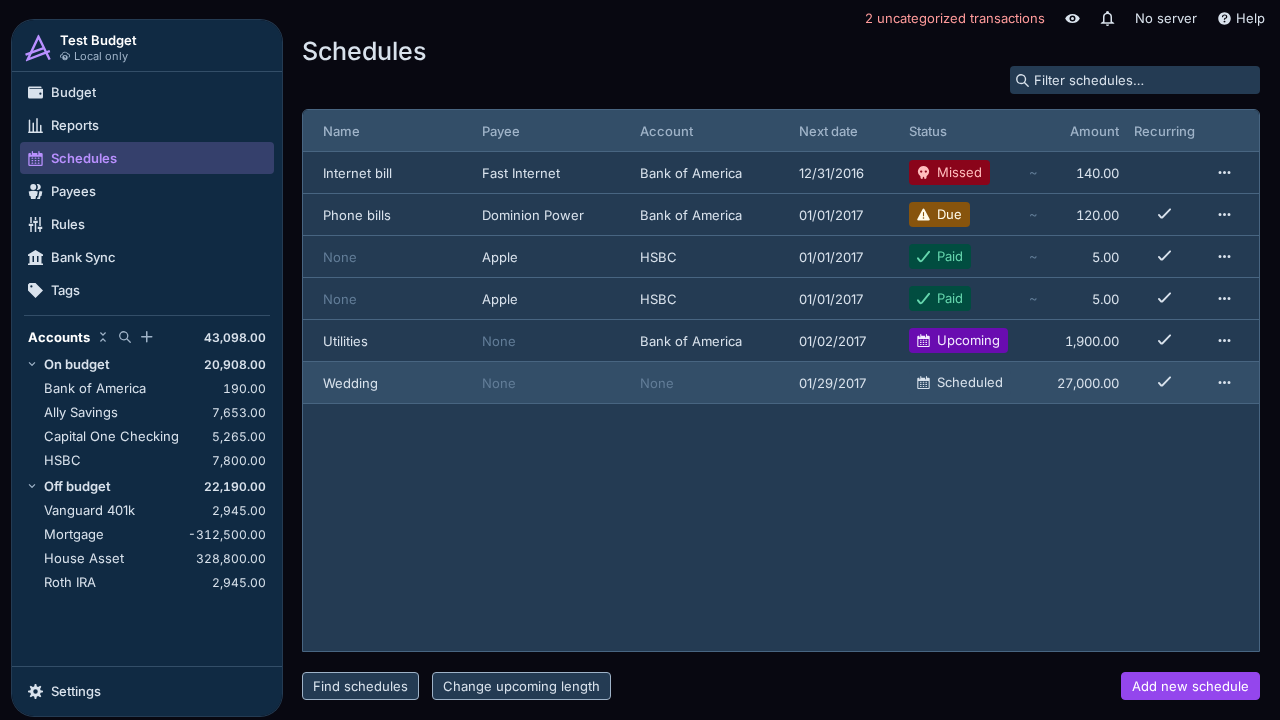 2 uncategorized transactions
No server
Help
Test Budget
Local only
Budget
Reports
Schedules
Payees
Rules
Bank Sync
Tags
Accounts 43,098.00
On budget 20,908.00
Bank of America 190.00
Ally Savings 7,653.00
Capital One Checking 5,265.00
HSBC 7,800.00
Off budget 22,190.00
Vanguard 401k 2,945.00
Mortgage -312,500.00
House Asset 328,800.00
Roth IRA 2,945.00
Settings
Schedules
Filter schedules...
Name Payee Account Next date Status Amount Recurring
Internet bill Fast Internet Bank of America 12/31/2016 Missed ~ 140.00
Phone bills Dominion Power Bank of America 01/01/2017 Due ~ 120.00
None Apple HSBC 01/01/2017 Paid ~ 5.00
None Apple HSBC 01/01/2017 Paid ~ 5.00
Utilities None Bank of America 01/02/2017 Upcoming 1,900.00
Wedding None None 01/29/2017 Scheduled 27,000.00
Find schedules
Change upcoming length
Add new schedule